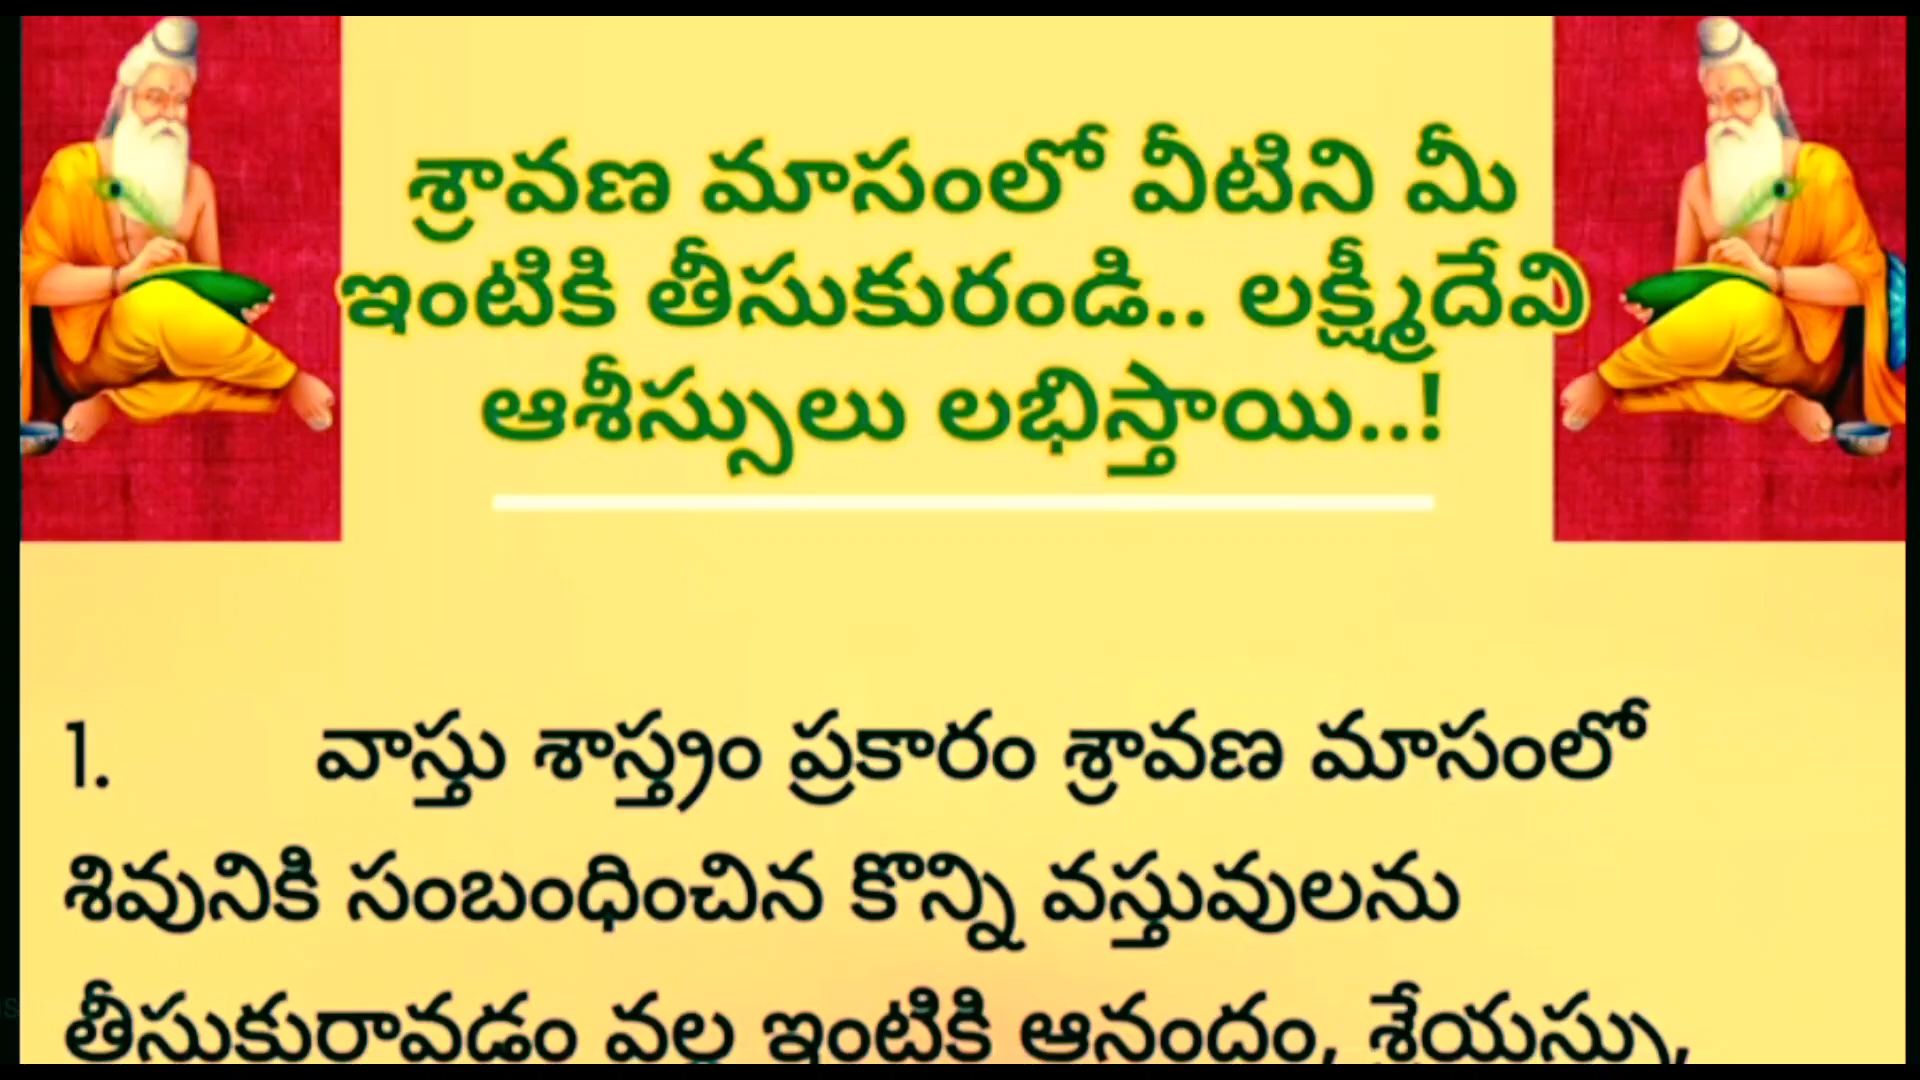 శ్రావణ మాసంలో వీటిని మీ
ఇంటికి తీసుకురండి.. లక్ష్మీదేవి
ఆశీస్సులు లభిస్తాయి..!
1. వాస్తు శాస్త్రం ప్రకారం శ్రావణ మాసంలో
శివునికి సంబంధించిన కొన్ని వస్తువులను
తీసుకురావడం వల్ల ఇంటికి ఆనందం, శ్రేయస్సు,